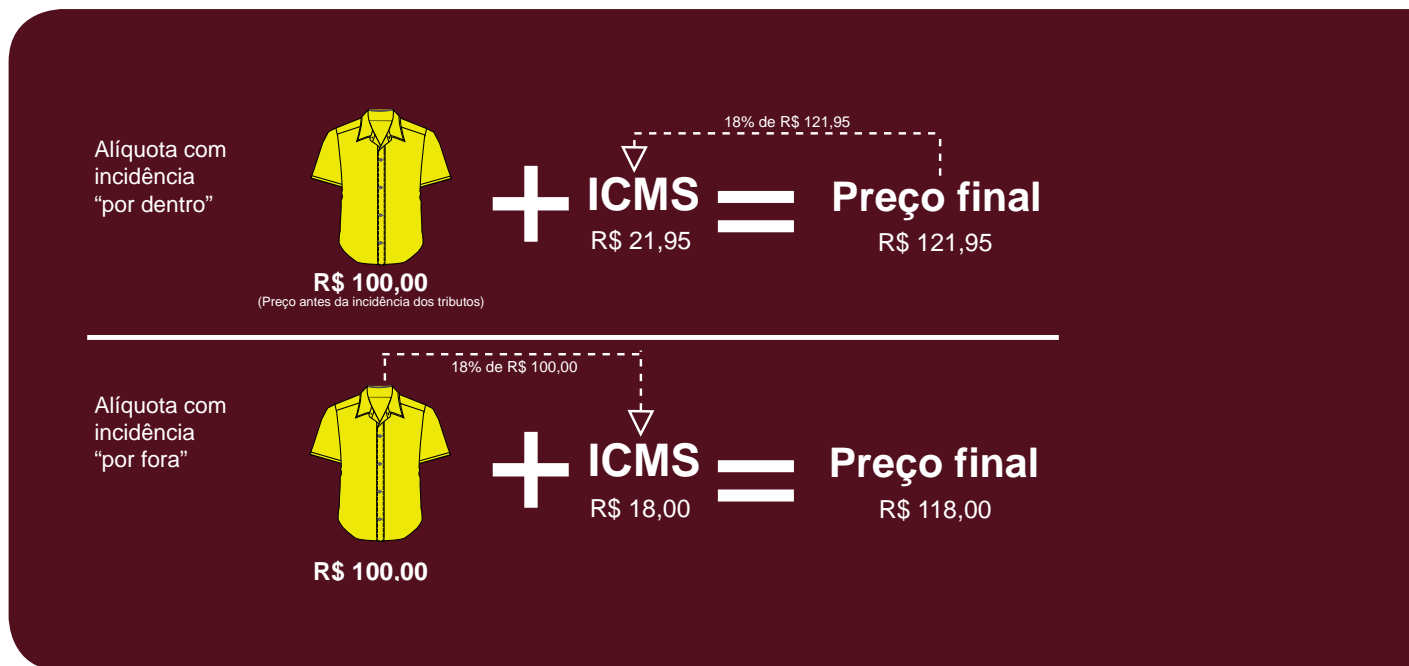 18% de R$ 121,95
Alíquota com
incidência
“por dentro”
ICMS
Preço final
R$ 21,95
R$ 121,95
R$ 100,00
(Preço antes da incidência dos tributos)
18% de R$ 100,00
Alíquota com
incidência
“por fora”
ICMS
Preço final
R$ 18,00
R$ 118,00
R$ 100,00